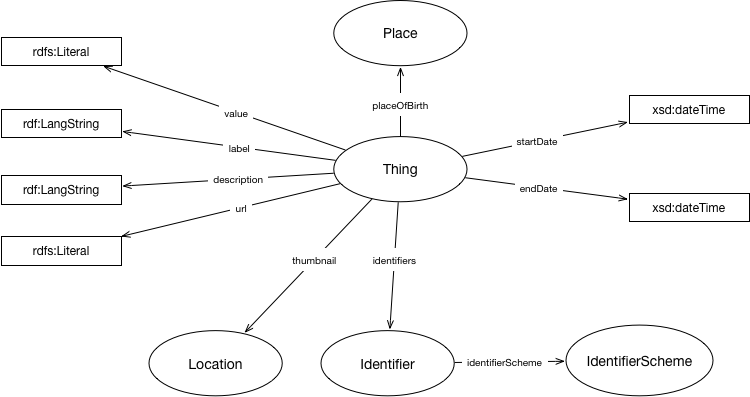 Place
rdfs:Literal
placeOfBirth
xsd:dateTime
value
rdf:LangString
startDate
label
Thing
description
endDate
rdf:LangString
url
xsd:dateTime
rdfs:Literal
thumbnail
identifiers
Location
Identifier
identifierScheme
IdentifierScheme